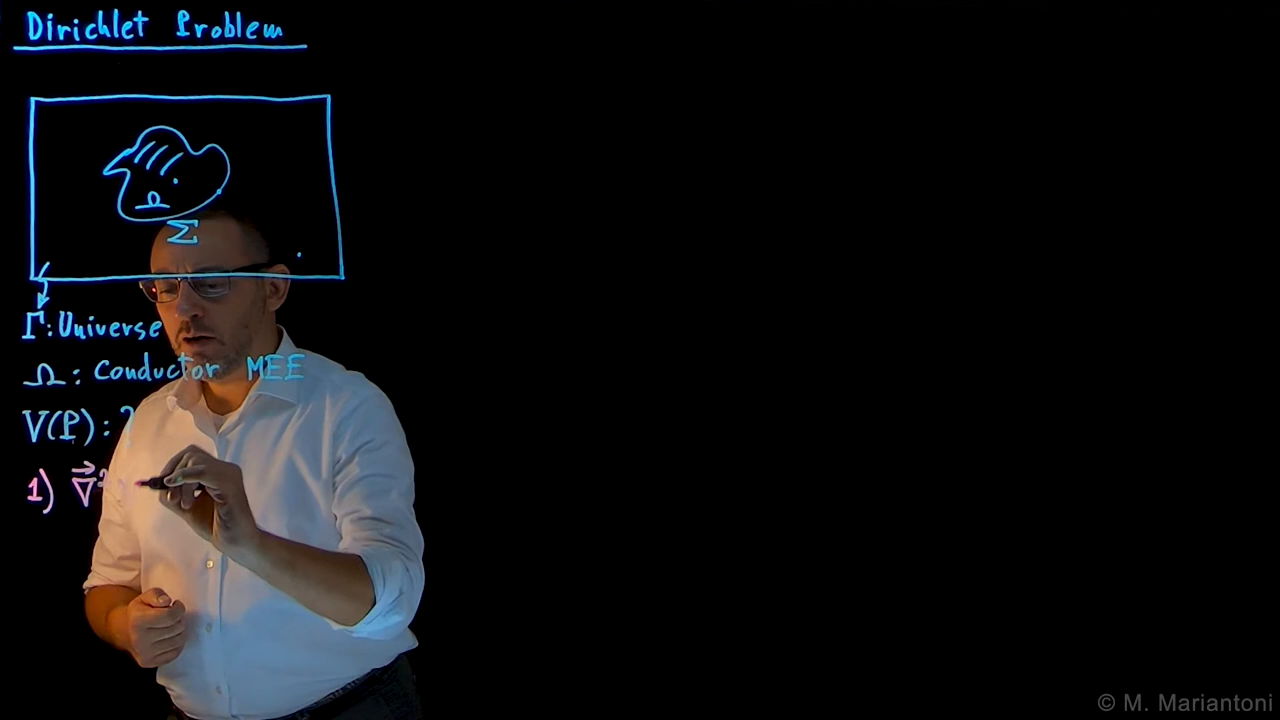 Dirichlet Problem
Ω
Σ
Γ: Universe
Ω: Conductor MEE
V(P): ?
1) ∇⃗²
© M. Mariantoni